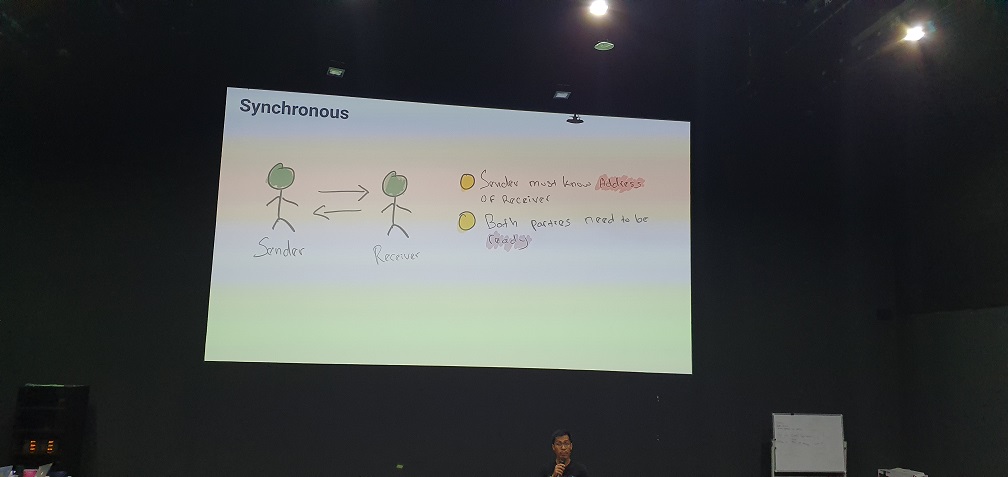 Synchronous
Sender must know Address
of Receiver
Both parties need to be
ready
Sender
Receiver